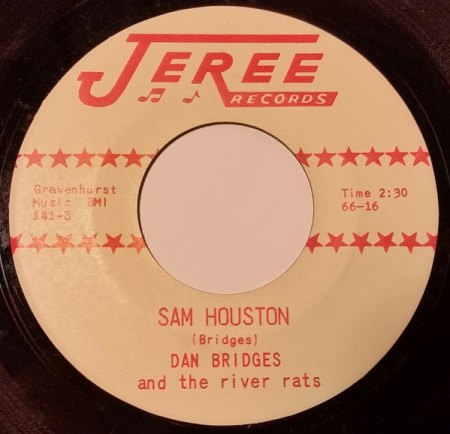 JEREE
RECORDS
Gravenhurst
Music BMI
141-3
Time 2:30
66-16
SAM HOUSTON
(Bridges)
DAN BRIDGES
and the river rats